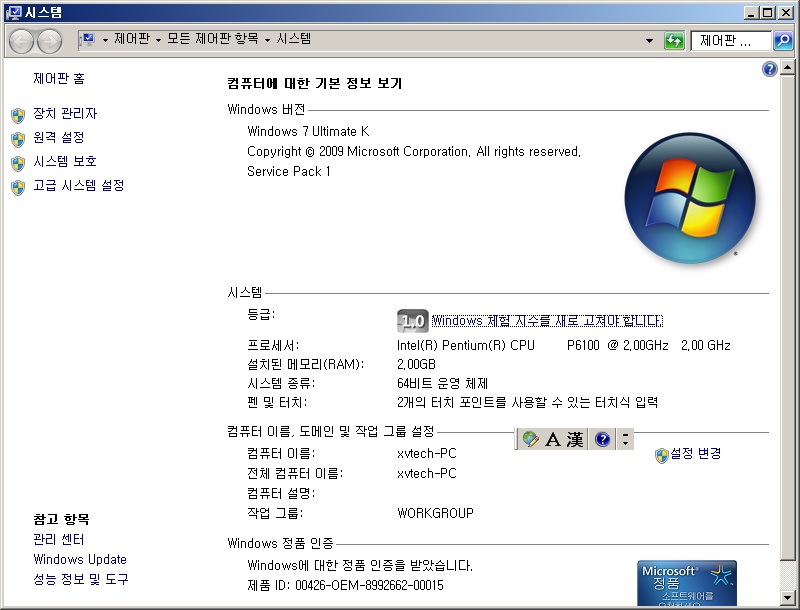 시스템
제어판 ▾ 모든 제어판 항목 ▾ 시스템
제어판 ...
제어판 홈
장치 관리자
원격 설정
시스템 보호
고급 시스템 설정
컴퓨터에 대한 기본 정보 보기
Windows 버전
Windows 7 Ultimate K
Copyright © 2009 Microsoft Corporation, All rights reserved,
Service Pack 1
시스템
등급: 1.0 Windows 체험 지수를 새로 고쳐야 합니다.
프로세서: Intel(R) Pentium(R) CPU P6100 @ 2,00GHz 2,00 GHz
설치된 메모리(RAM): 2,00GB
시스템 종류: 64비트 운영 체제
펜 및 터치: 2개의 터치 포인트를 사용할 수 있는 터치식 입력
컴퓨터 이름, 도메인 및 작업 그룹 설정
A 漢
컴퓨터 이름: xvtech-PC 설정 변경
전체 컴퓨터 이름: xvtech-PC
컴퓨터 설명:
작업 그룹: WORKGROUP
Windows 정품 인증
Windows에 대한 정품 인증을 받았습니다.
제품 ID: 00426-OEM-8992662-00015
Microsoft®
정품
소프트웨어를
참고 항목
관리 센터
Windows Update
성능 정보 및 도구